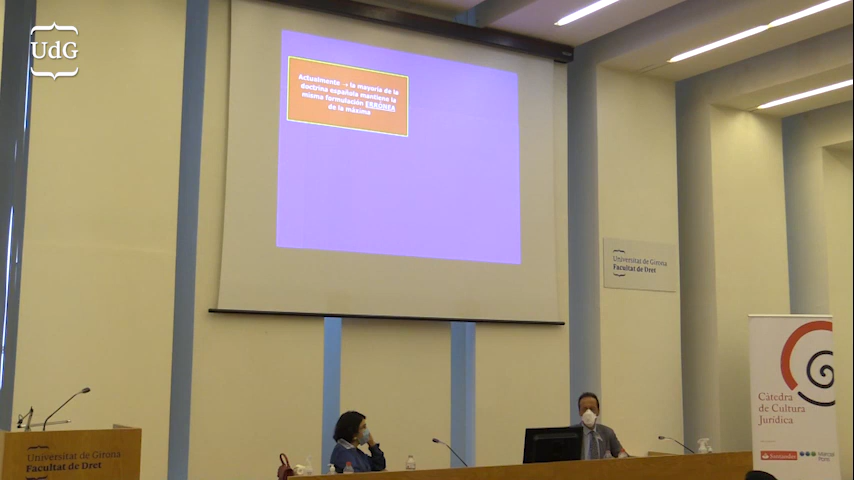 UdG
Actualmente → la mayoría de la
doctrina española mantiene la
misma formulación ERRÓNEA
de la máxima
Universitat de Girona
Facultat de Dret
Càtedra
de Cultura
Jurídica
Santander
Universitat de Girona
Facultat de Dret